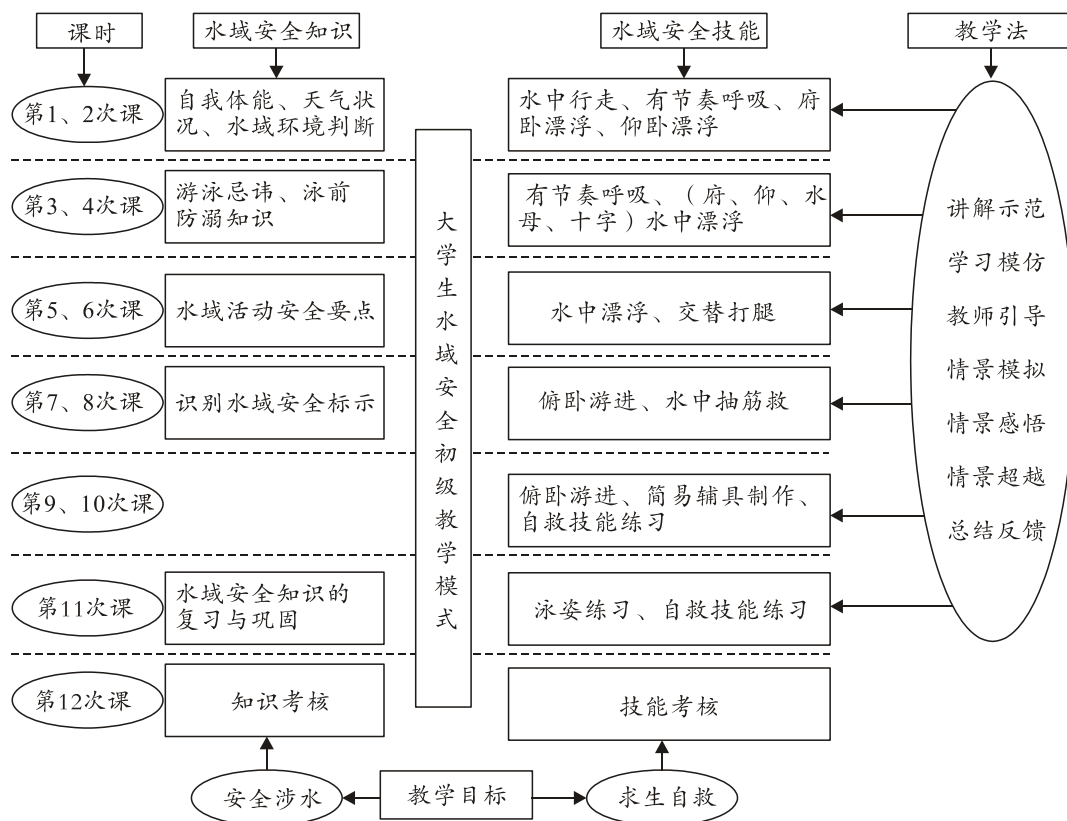 课时
水域安全知识
水域安全技能
教学法
第1、2次课
自我体能、天气状
况、水域环境判断
水中行走、有节奏呼吸、府
卧漂浮、仰卧漂浮
第3、4次课
游泳忌讳、泳前
防溺知识
有节奏呼吸、（府、仰、水
母、十字）水中漂浮
第5、6次课
水域活动安全要点
水中漂浮、交替打腿
第7、8次课
识别水域安全标示
俯卧游进、水中抽筋救
第9、10次课
俯卧游进、简易辅具制作、
自救技能练习
第11次课
水域安全知识的
复习与巩固
泳姿练习、自救技能练习
第12次课
知识考核
技能考核
大学生水域安全初级教学模式
讲解示范
学习模仿
教师引导
情景模拟
情景感悟
情景超越
总结反馈
安全涉水
教学目标
求生自救